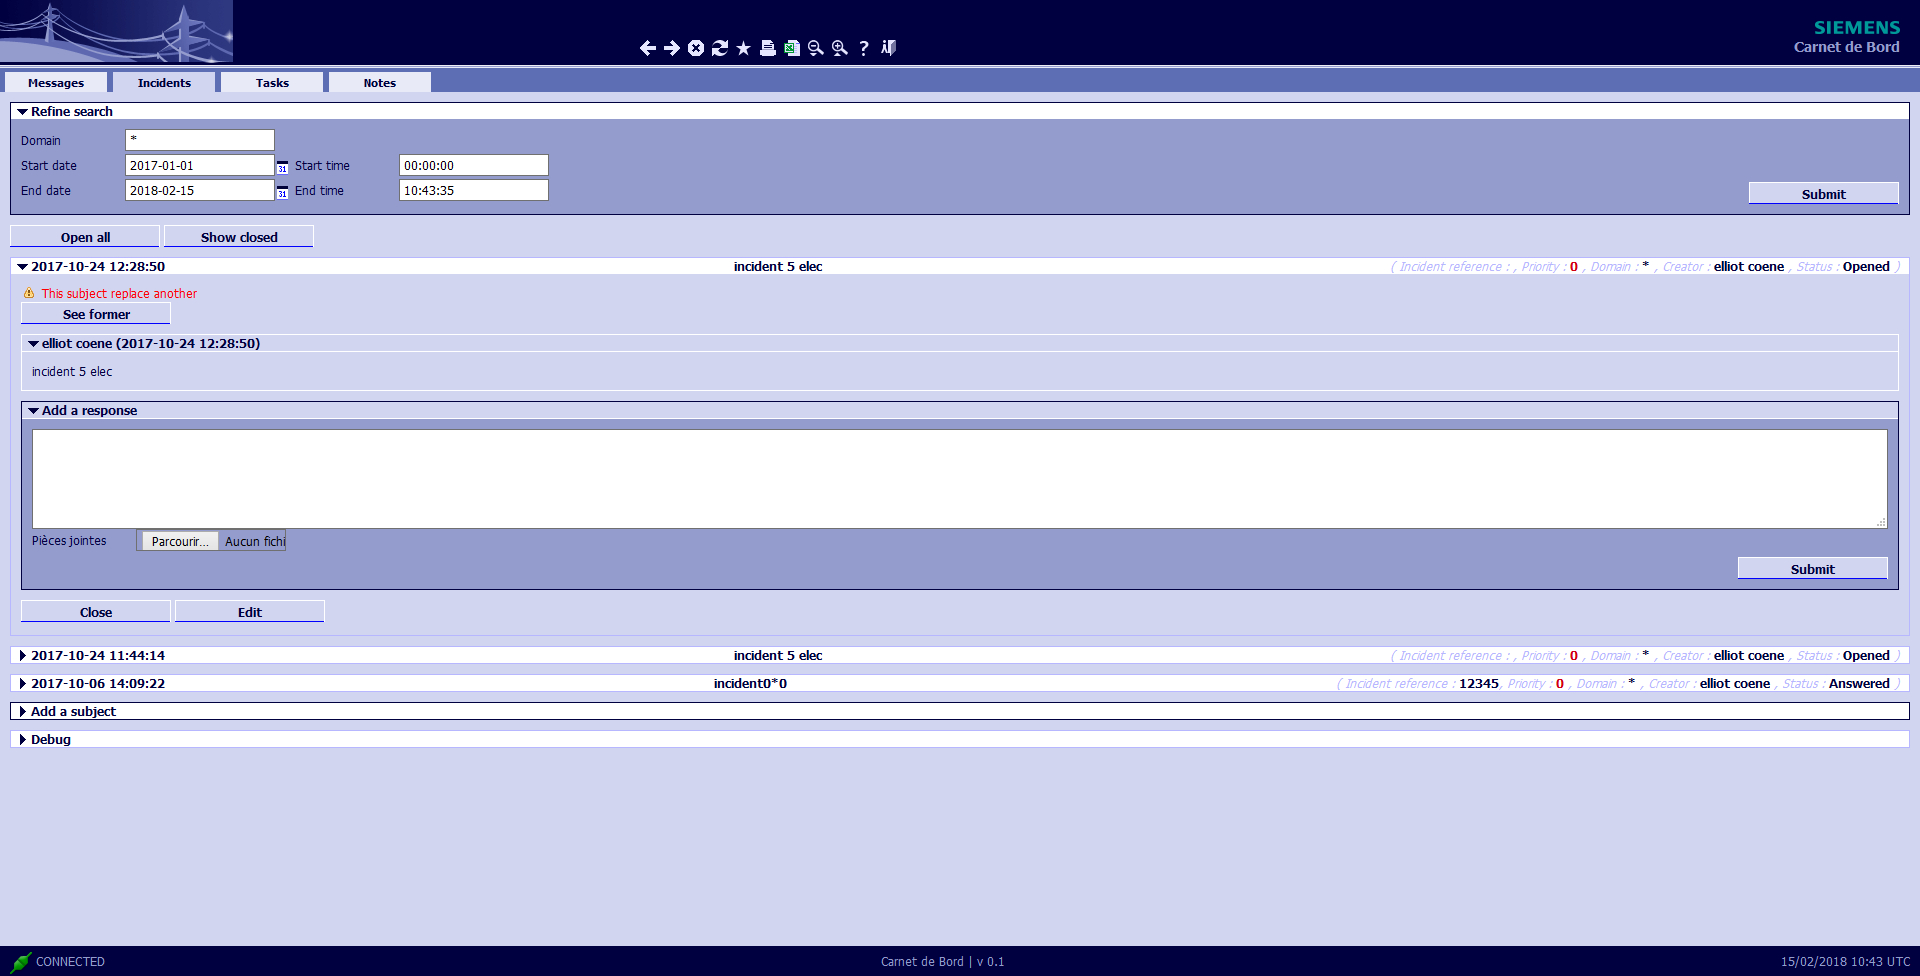 SIEMENS
Carnet de Bord
Messages Incidents Tasks Notes
Refine search
Domain *
Start date 2017-01-01 31 Start time 00:00:00
End date 2018-02-15 31 End time 10:43:35
Submit
Open all Show closed
2017-10-24 12:28:50 incident 5 elec ( Incident reference : , Priority : 0 , Domain : * , Creator : elliot coene , Status : Opened )
This subject replace another
See former
elliot coene (2017-10-24 12:28:50)
incident 5 elec
Add a response
Pièces jointes Parcourir... Aucun fichi
Submit
Close Edit
2017-10-24 11:44:14 incident 5 elec ( Incident reference : , Priority : 0 , Domain : * , Creator : elliot coene , Status : Opened )
2017-10-06 14:09:22 incident0*0 ( Incident reference : 12345, Priority : 0 , Domain : * , Creator : elliot coene , Status : Answered )
Add a subject
Debug
CONNECTED Carnet de Bord | v 0.1 15/02/2018 10:43 UTC